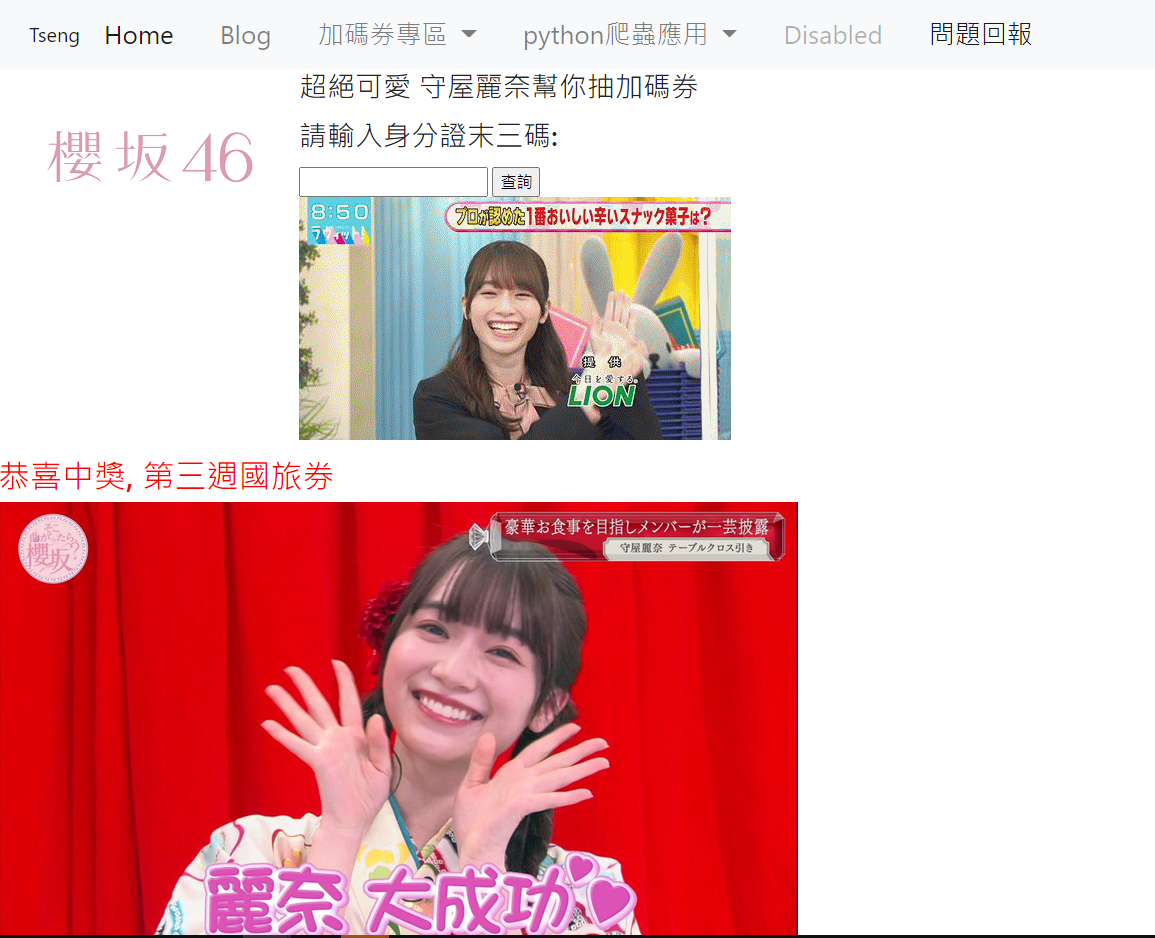 Tseng Home Blog 加碼券專區 python爬蟲應用 Disabled 問題回報
超絕可愛 守屋麗奈幫你抽加碼券
櫻坂46
請輸入身分證末三碼:
查詢
8:50
ラヴィット!
プロが認めた1番おいしい辛いスナック菓子は?
提 供
今日を愛する。
LION
恭喜中獎, 第三週國旅券
そこ曲がったら、櫻坂?
豪華お食事を目指しメンバーが一芸披露
守屋麗奈 テーブルクロス引き
麗奈 大成功